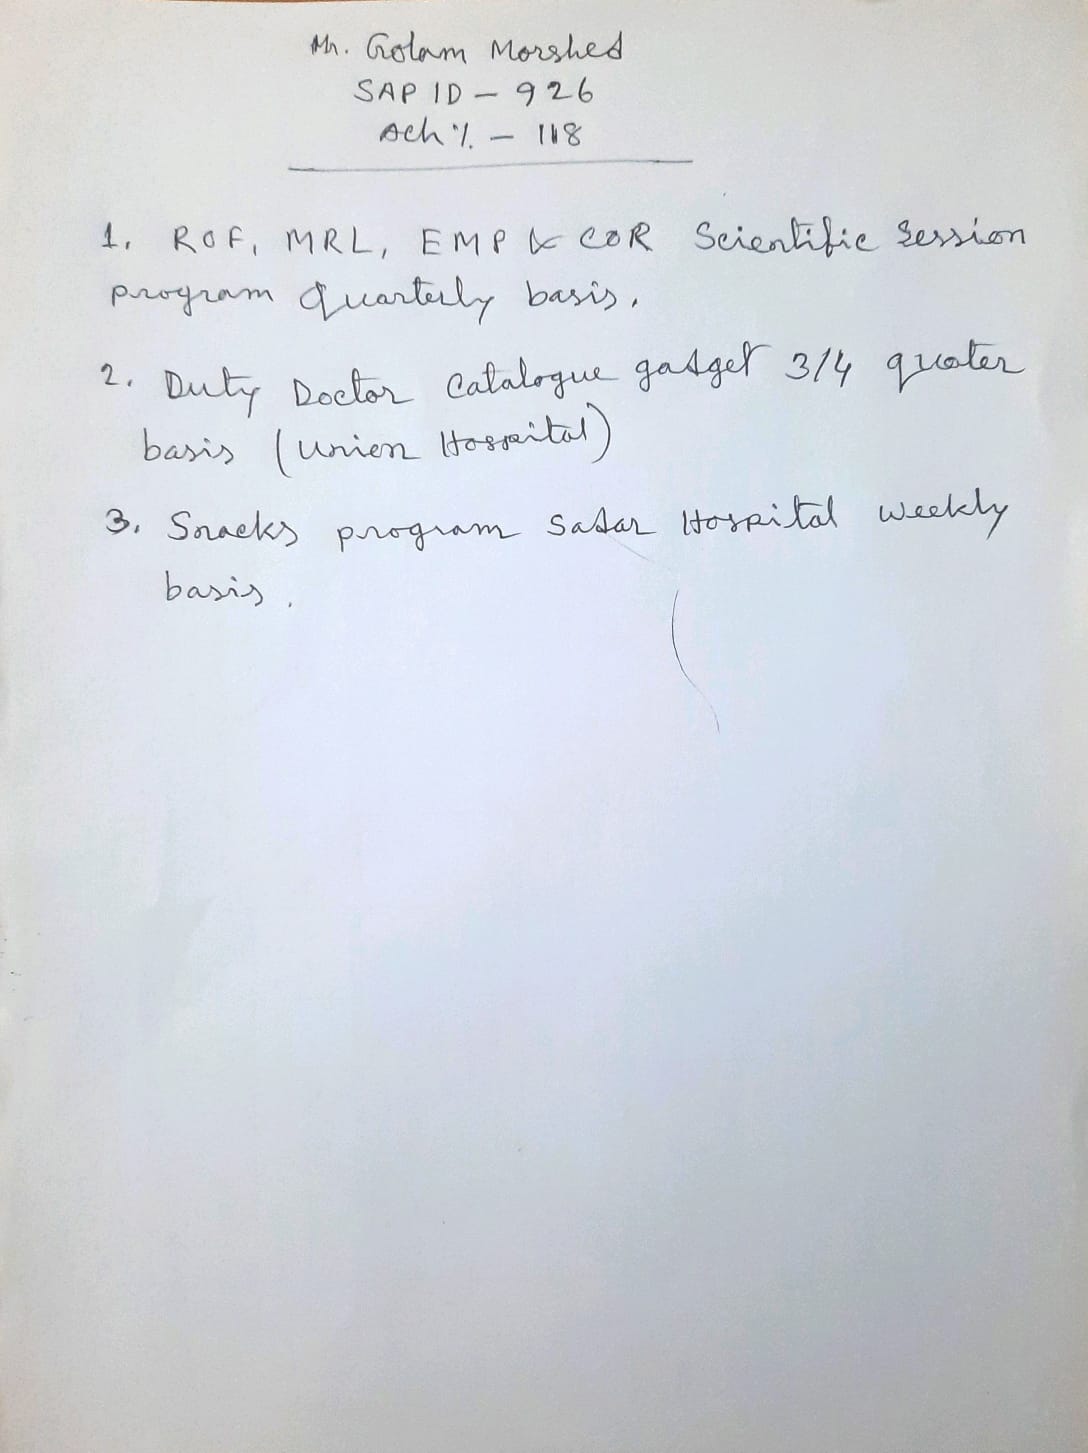 Mr. Golam Morshed
SAP ID – 926
Ach % – 118
1. ROF, MRL, EMP & COR Scientific Session
program Quarterly basis.
2. Duty Doctor Catalogue gadget 3/4 quater
basis (Union Hospital)
3. Snacks program Sadar Hospital weekly
basis.